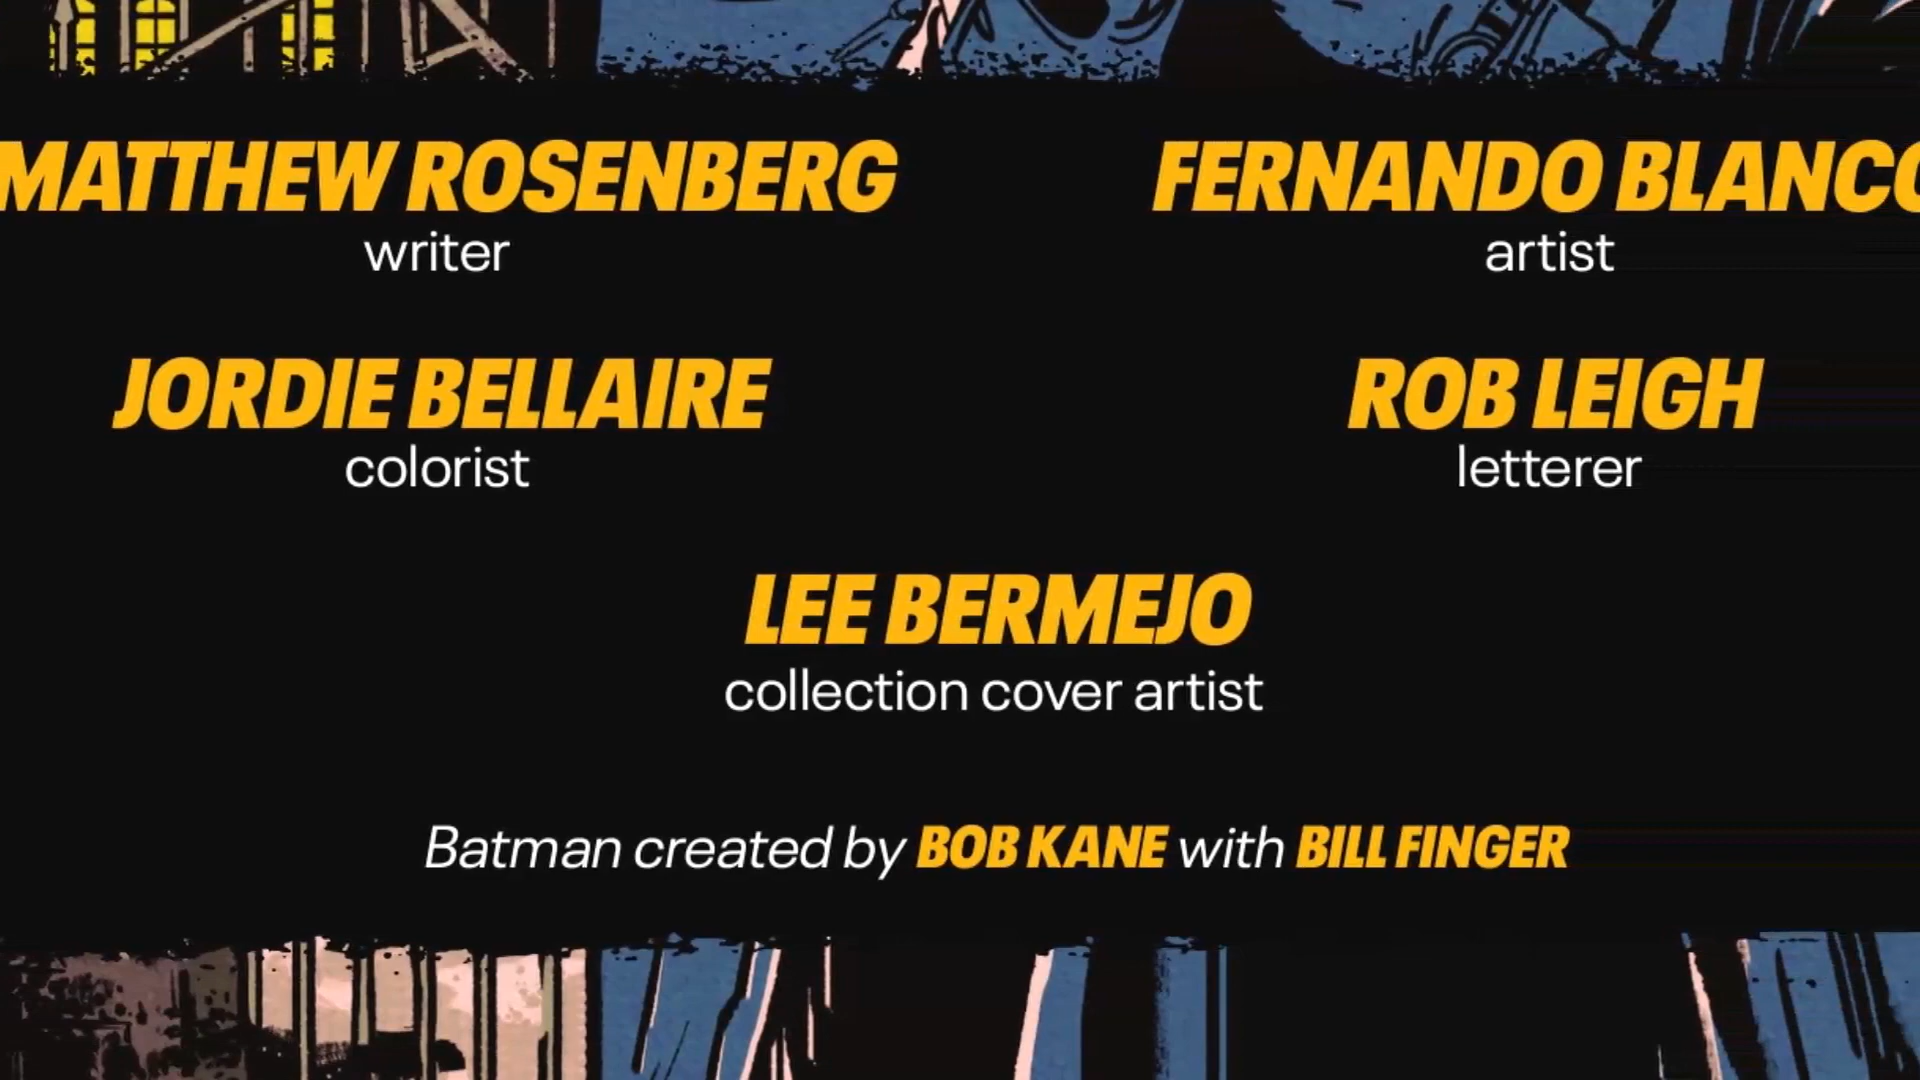 MATTHEW ROSENBERG
writer
FERNANDO BLANCO
artist
JORDIE BELLAIRE
colorist
ROB LEIGH
letterer
LEE BERMEJO
collection cover artist
Batman created by BOB KANE with BILL FINGER